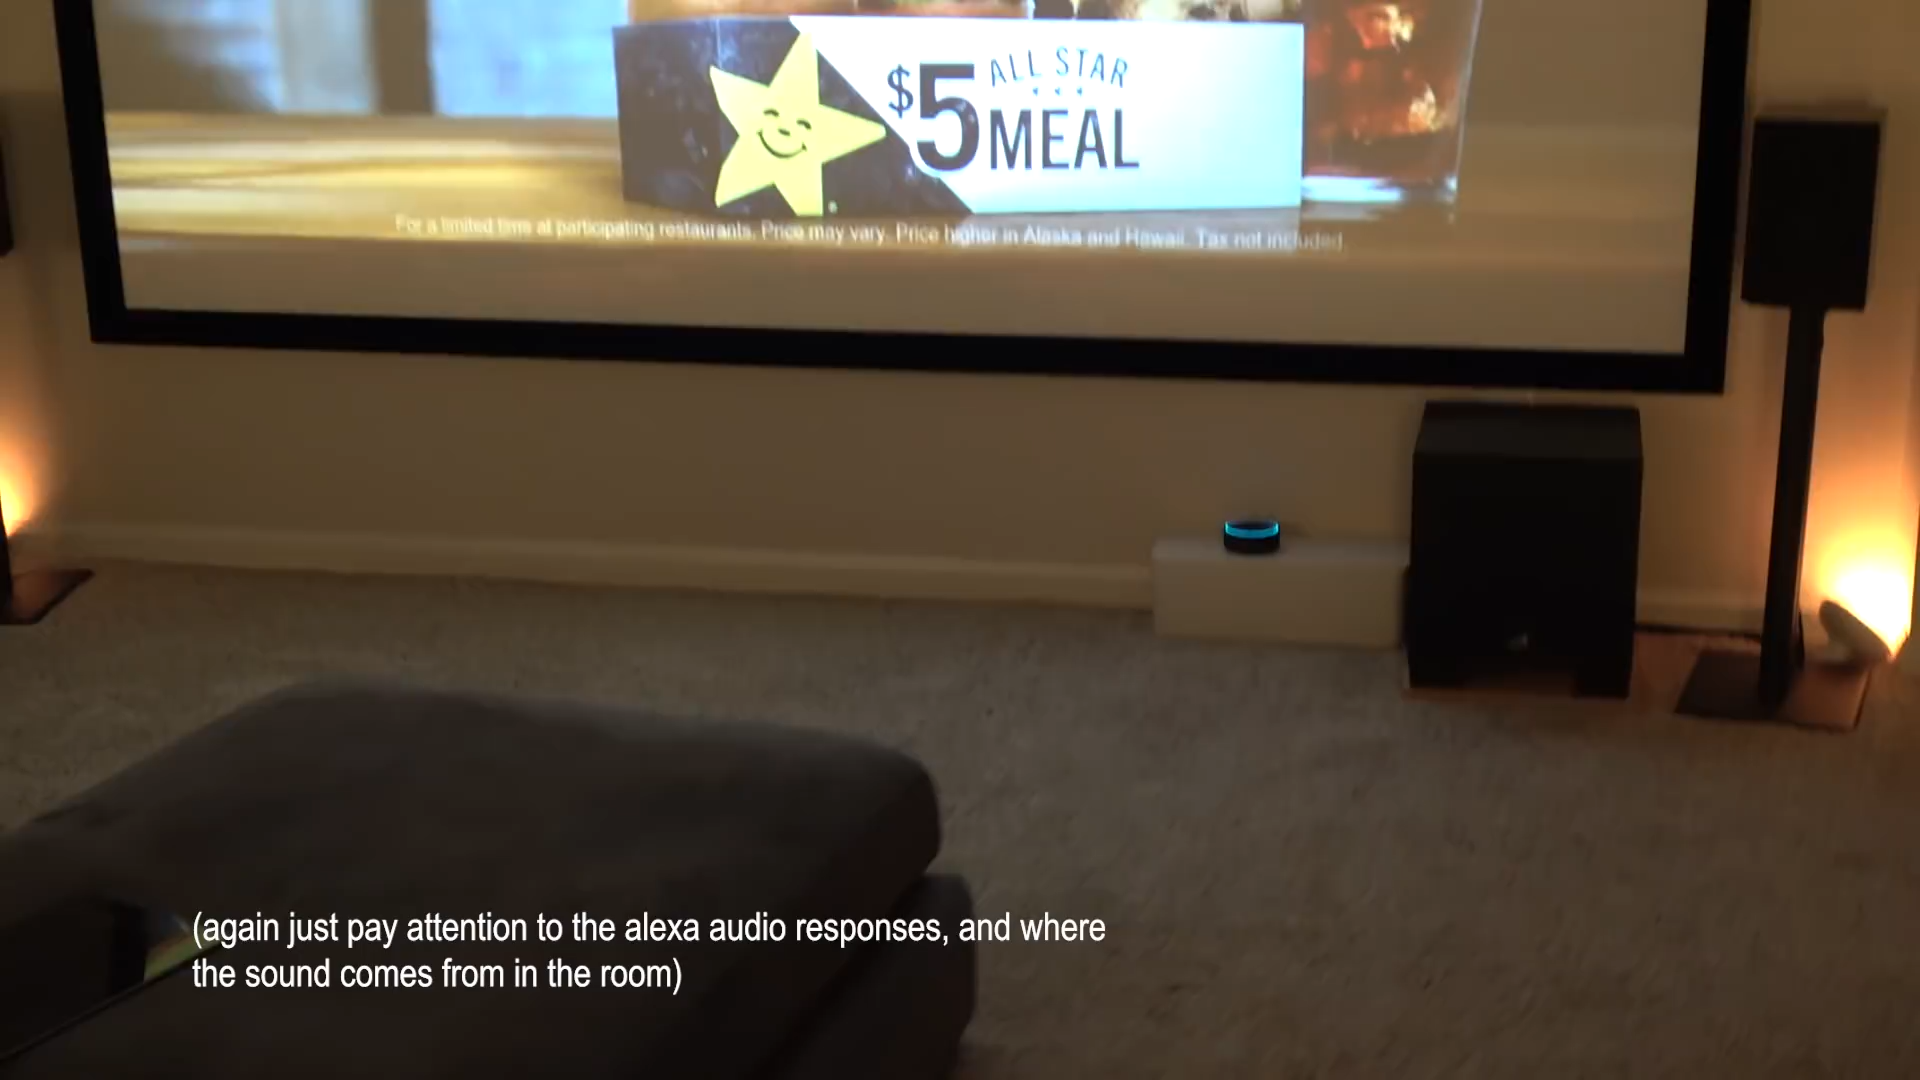 $5 ALL STAR
MEAL
For a limited time at participating restaurants. Price may vary. Price higher in Alaska and Hawaii. Tax not included.
(again just pay attention to the alexa audio responses, and where
the sound comes from in the room)